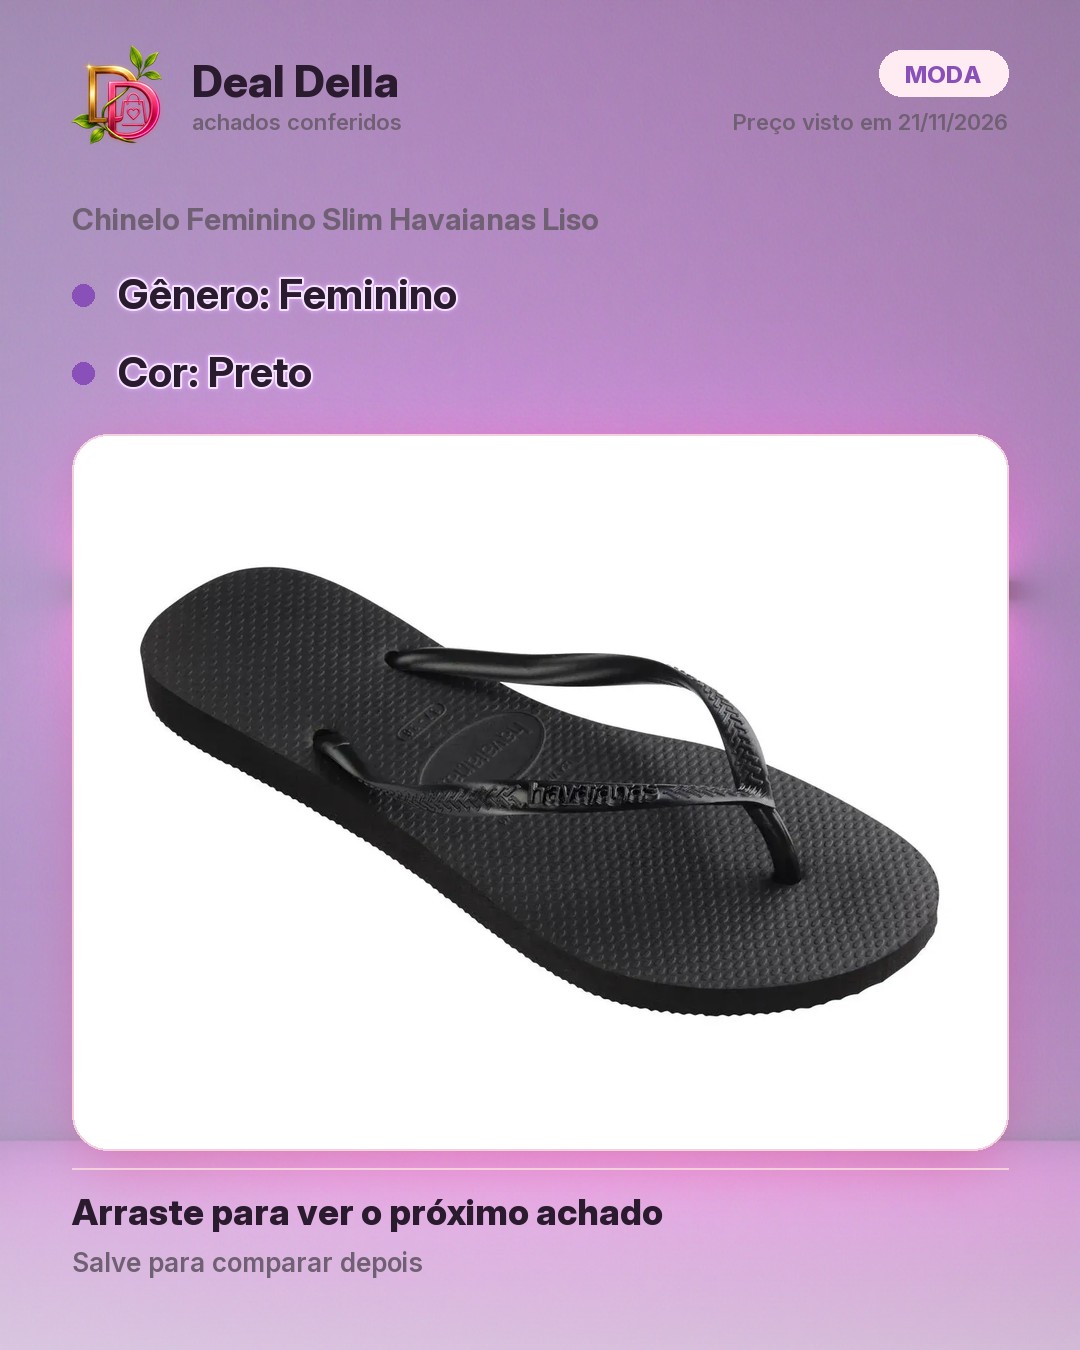 Deal Della
achados conferidos
MODA
Preço visto em 21/11/2026
Chinelo Feminino Slim Havaianas Liso
Gênero: Feminino
Cor: Preto
havaianas
havaianas
Arraste para ver o próximo achado
Salve para comparar depois